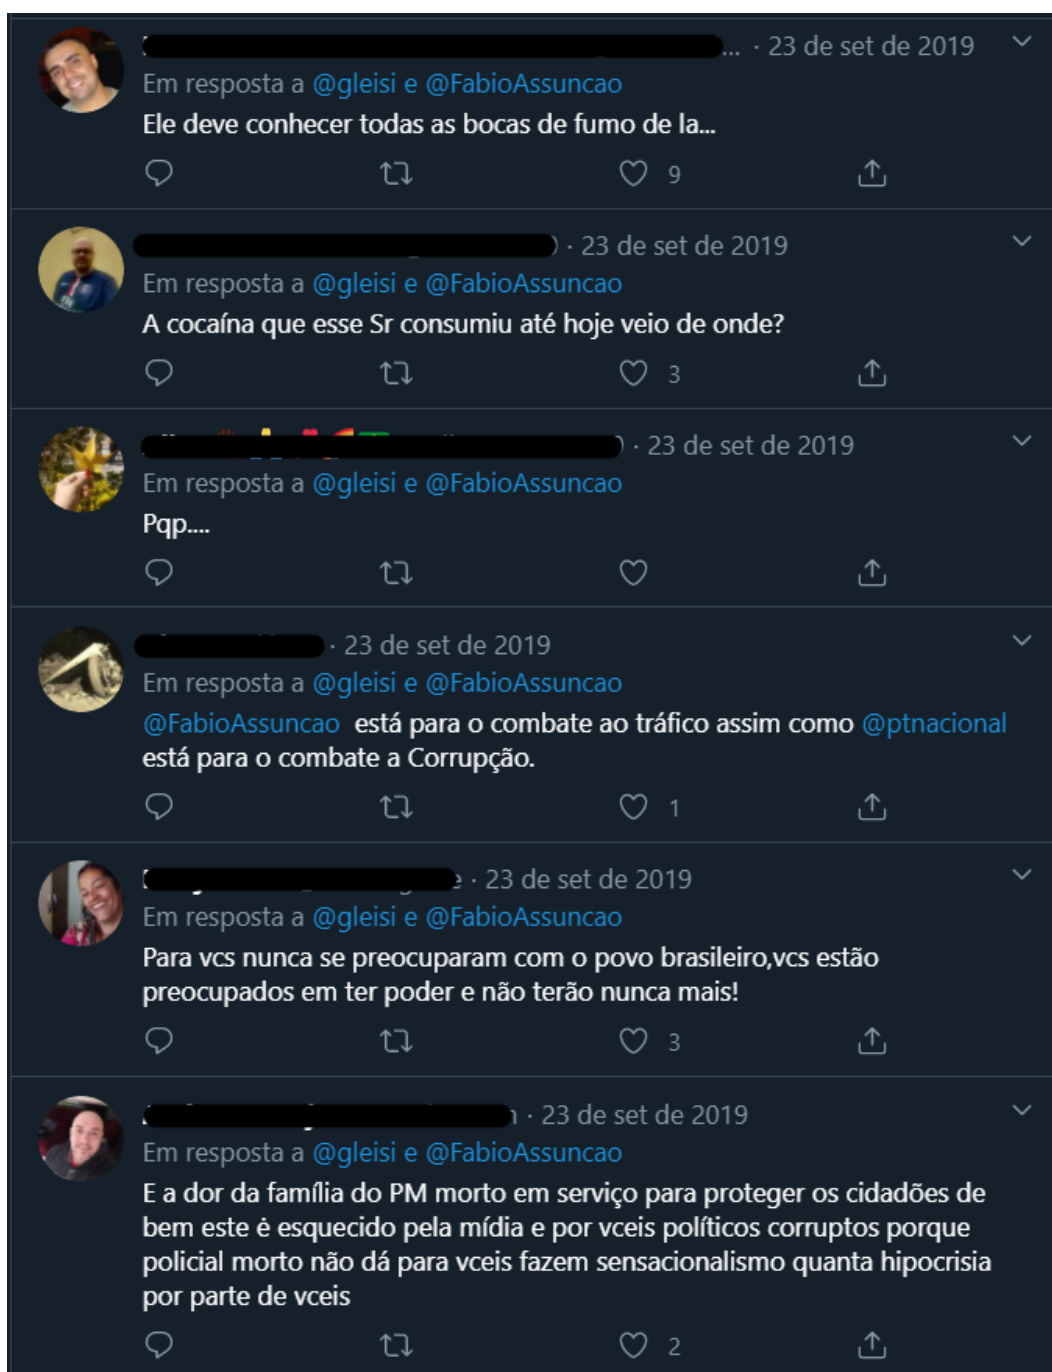 ... · 23 de set de 2019
Em resposta a @gleisi e @FabioAssuncao
Ele deve conhecer todas as bocas de fumo de la...
9
) · 23 de set de 2019
Em resposta a @gleisi e @FabioAssuncao
A cocaína que esse Sr consumiu até hoje veio de onde?
3
) · 23 de set de 2019
Em resposta a @gleisi e @FabioAssuncao
Pqp....
· 23 de set de 2019
Em resposta a @gleisi e @FabioAssuncao
@FabioAssuncao está para o combate ao tráfico assim como @ptnacional
está para o combate a Corrupção.
1
· 23 de set de 2019
Em resposta a @gleisi e @FabioAssuncao
Para vcs nunca se preocuparam com o povo brasileiro,vcs estão
preocupados em ter poder e não terão nunca mais!
3
· 23 de set de 2019
Em resposta a @gleisi e @FabioAssuncao
E a dor da família do PM morto em serviço para proteger os cidadões de
bem este ė esquecido pela mídia e por vceis políticos corruptos porque
policial morto não dá para vceis fazem sensacionalismo quanta hipocrisia
por parte de vceis
2